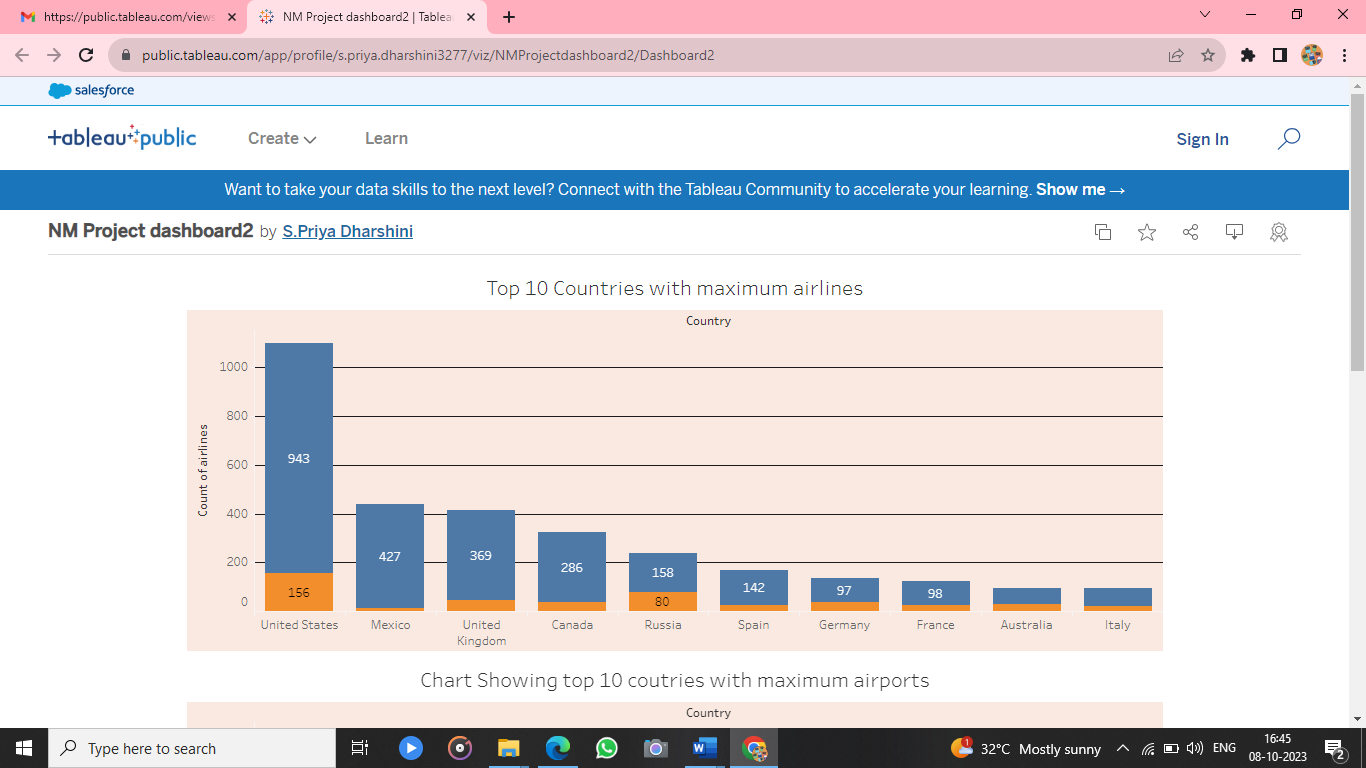 https://public.tableau.com/views
NM Project dashboard2 | Tablea
public.tableau.com/app/profile/s.priya.dharshini3277/viz/NMProjectdashboard2/Dashboard2
salesforce
tableau public
Create
Learn
Sign In
Want to take your data skills to the next level? Connect with the Tableau Community to accelerate your learning. Show me →
NM Project dashboard2 by S.Priya Dharshini
Top 10 Countries with maximum airlines
Country
Count of airlines
1000
800
600
400
200
0
943
156
427
369
286
158
80
142
97
98
United States
Mexico
United
Kingdom
Canada
Russia
Spain
Germany
France
Australia
Italy
Chart Showing top 10 coutries with maximum airports
Country
Type here to search
1
32°C Mostly sunny
ENG
16:45
08-10-2023
2